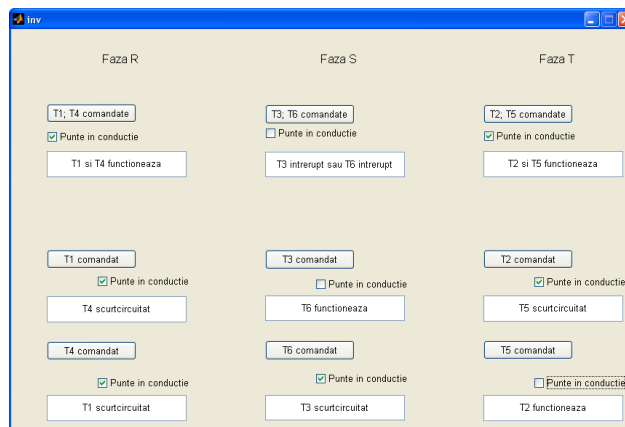 inv
Faza R Faza S Faza T
T1; T4 comandate T3; T6 comandate T2; T5 comandate
Punte in conductie Punte in conductie Punte in conductie
T1 si T4 functioneaza T3 intrerupt sau T6 intrerupt T2 si T5 functioneaza
T1 comandat T3 comandat T2 comandat
Punte in conductie Punte in conductie Punte in conductie
T4 scurtcircuitat T6 functioneaza T5 scurtcircuitat
T4 comandat T6 comandat T5 comandat
Punte in conductie Punte in conductie Punte in conductie
T1 scurtcircuitat T3 scurtcircuitat T2 functioneaza